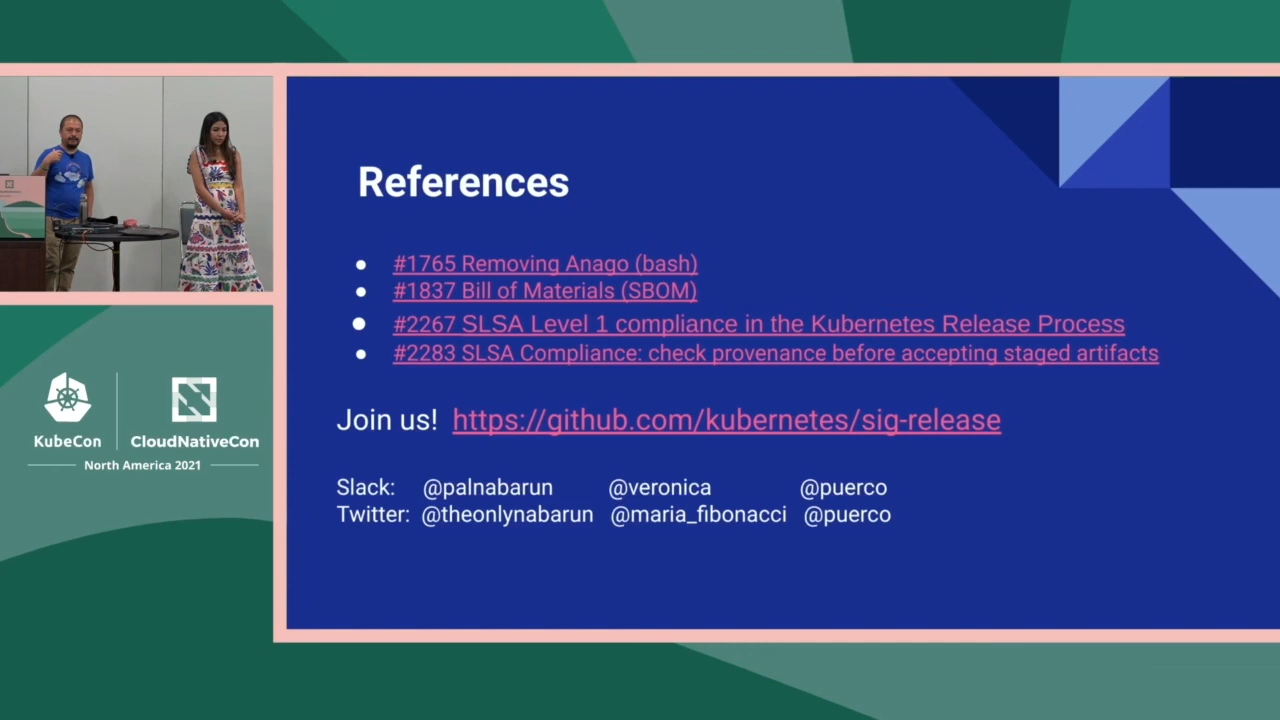 References
#1765 Removing Anago (bash)
#1837 Bill of Materials (SBOM)
#2267 SLSA Level 1 compliance in the Kubernetes Release Process
#2283 SLSA Compliance: check provenance before accepting staged artifacts
Join us! https://github.com/kubernetes/sig-release
Slack: @palnabarun @veronica @puerco
Twitter: @theonlynabarun @maria_fibonacci @puerco
KubeCon CloudNativeCon
North America 2021